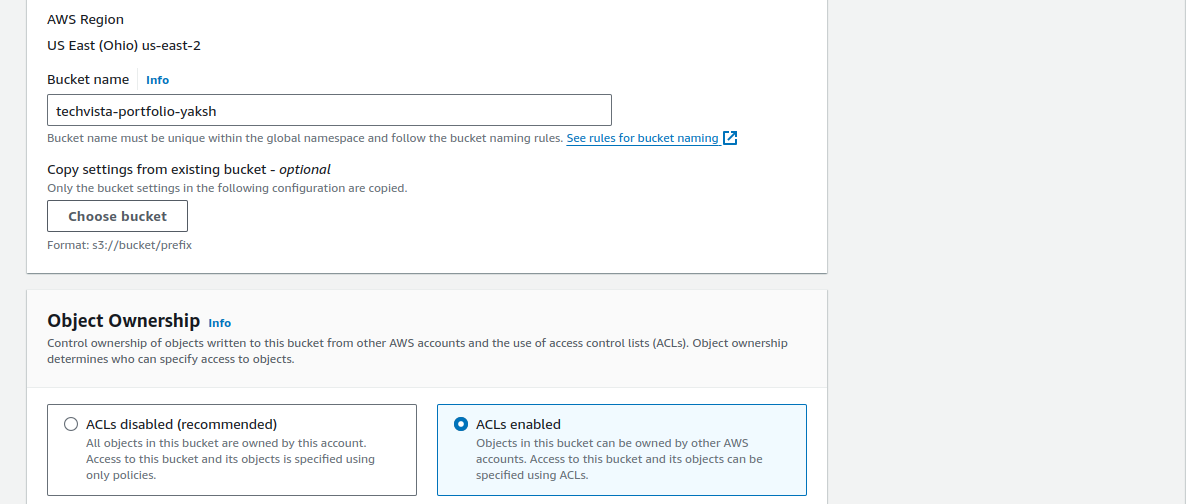 AWS Region
US East (Ohio) us-east-2
Bucket name Info
techvista-portfolio-yaksh
Bucket name must be unique within the global namespace and follow the bucket naming rules. See rules for bucket naming
Copy settings from existing bucket - optional
Only the bucket settings in the following configuration are copied.
Choose bucket
Format: s3://bucket/prefix
Object Ownership Info
Control ownership of objects written to this bucket from other AWS accounts and the use of access control lists (ACLs). Object ownership
determines who can specify access to objects.
ACLs disabled (recommended)
All objects in this bucket are owned by this account.
Access to this bucket and its objects is specified using
only policies.
ACLs enabled
Objects in this bucket can be owned by other AWS
accounts. Access to this bucket and its objects can be
specified using ACLs.